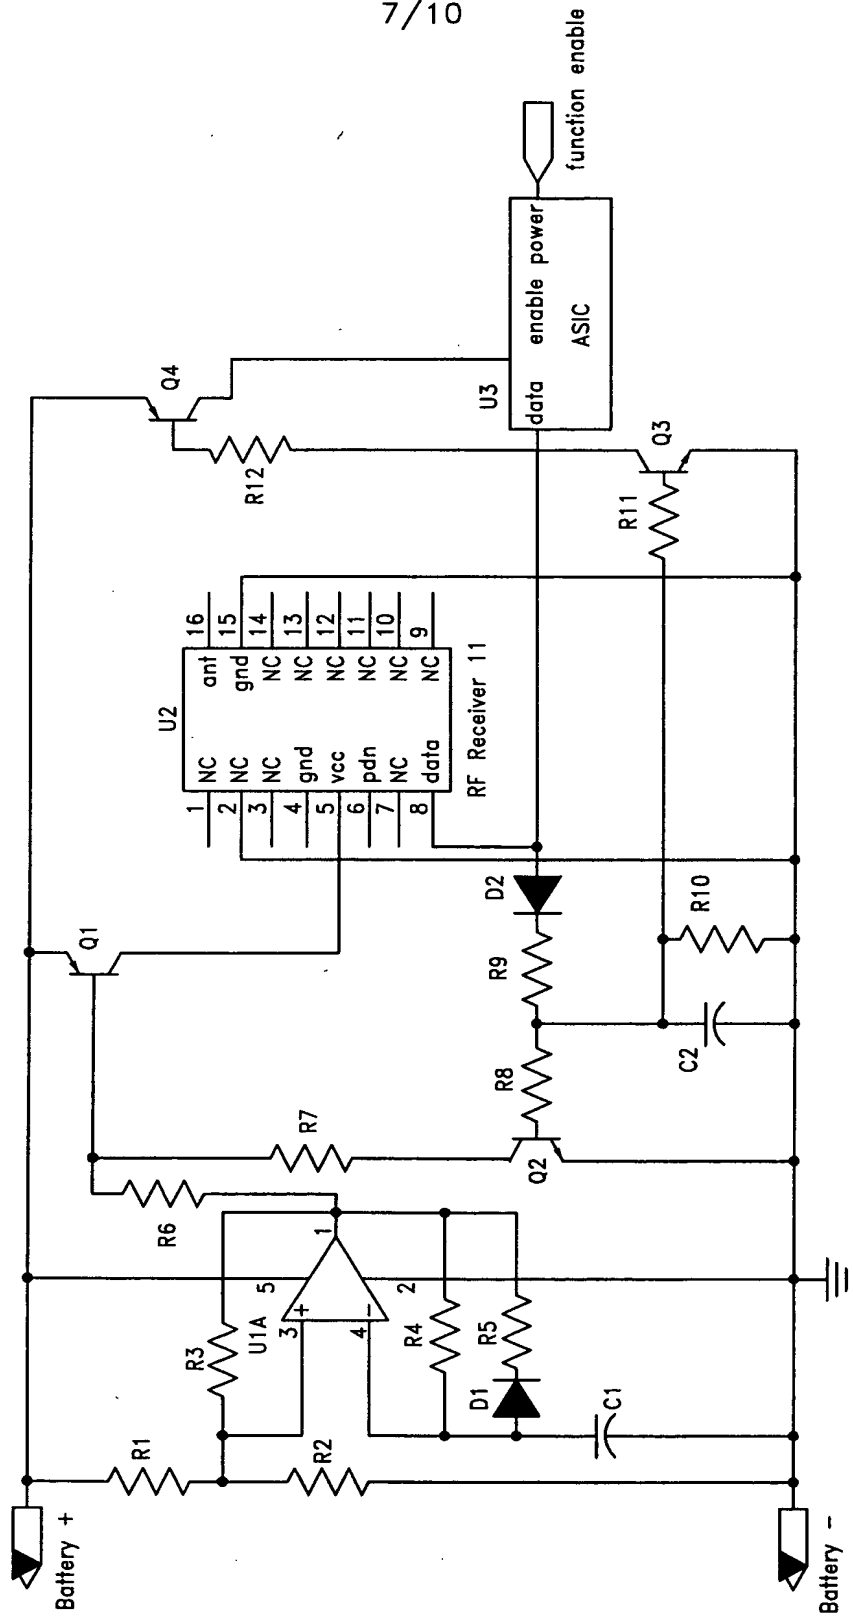 7/10
Battery +
Battery –
R1
R2
R3
U1A
3
+
4
–
5
2
1
R4
R5
D1
C1
R6
R7
Q1
Q2
R8
R9
D2
C2
R10
U2
1 NC
2 NC
3 NC
4 gnd
5 vcc
6 pdn
7 NC
8 data
ant 16
gnd 15
NC 14
NC 13
NC 12
NC 11
NC 10
NC 9
RF Receiver 11
R11
Q3
R12
Q4
U3
data enable power
ASIC
function enable